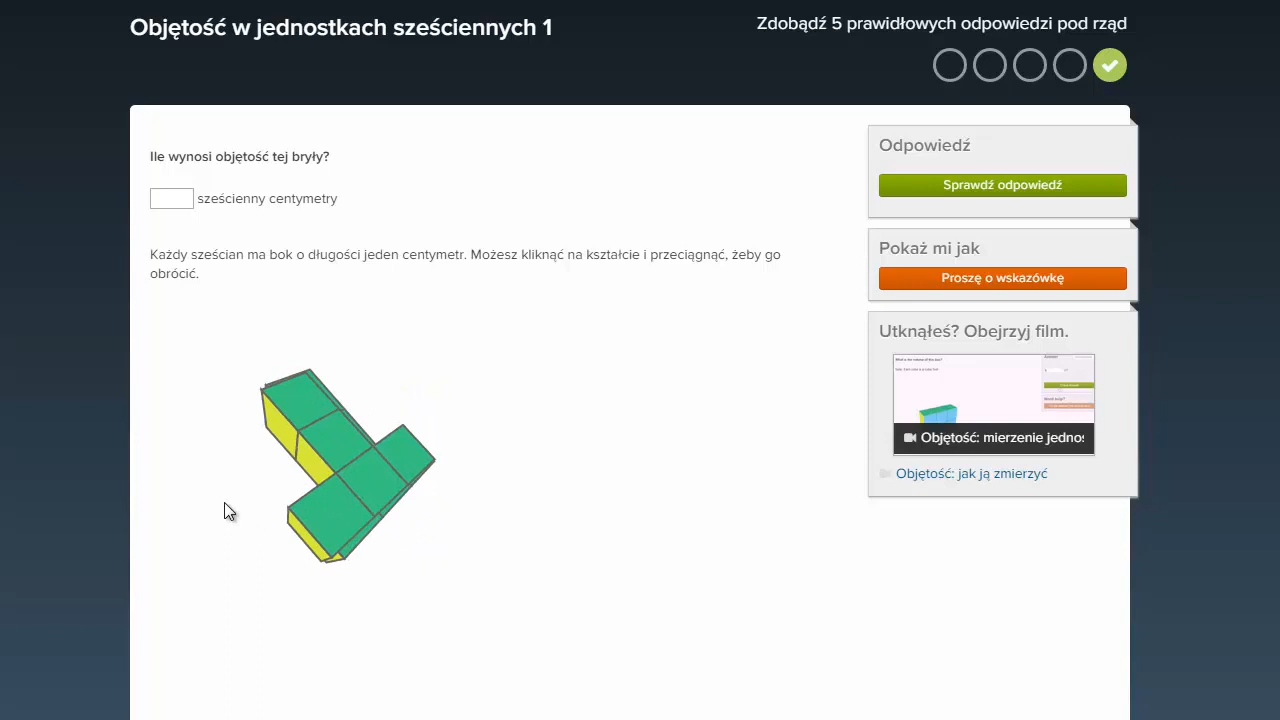 Objętość w jednostkach sześciennych 1
Zdobądź 5 prawidłowych odpowiedzi pod rząd
Ile wynosi objętość tej bryły?
sześcienny centymetry
Każdy sześcian ma bok o długości jeden centymetr. Możesz kliknąć na kształcie i przeciągnąć, żeby go
obrócić.
Odpowiedź
Sprawdź odpowiedź
Pokaż mi jak
Proszę o wskazówkę
Utknąłeś? Obejrzyj film.
Objętość: mierzenie jednos
Objętość: jak ją zmierzyć